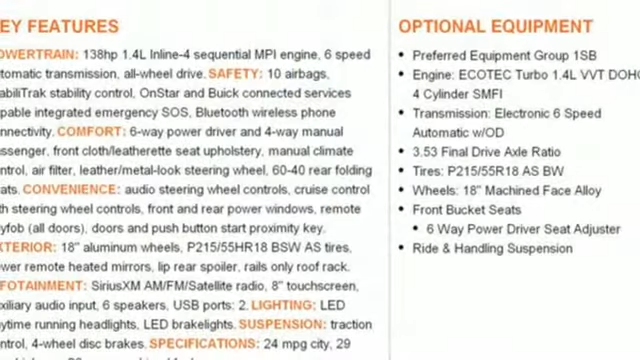 EY FEATURES
OWERTRAIN: 138hp 1.4L Inline-4 sequential MPI engine, 6 speed
tomatic transmission, all-wheel drive. SAFETY: 10 airbags,
abiliTrak stability control, OnStar and Buick connected services
pable integrated emergency SOS, Bluetooth wireless phone
nnectivity. COMFORT: 6-way power driver and 4-way manual
ssenger, front cloth/leatherette seat upholstery, manual climate
ntrol, air filter, leather/metal-look steering wheel, 60-40 rear folding
ats. CONVENIENCE: audio steering wheel controls, cruise control
th steering wheel controls, front and rear power windows, remote
yfob (all doors), doors and push button start proximity key.
XTERIOR: 18" aluminum wheels, P215/55HR18 BSW AS tires,
wer remote heated mirrors, lip rear spoiler, rails only roof rack.
FOTAINMENT: SiriusXM AM/FM/Satellite radio, 8" touchscreen,
xiliary audio input, 6 speakers, USB ports: 2. LIGHTING: LED
ytime running headlights, LED brakelights. SUSPENSION: traction
ntrol, 4-wheel disc brakes. SPECIFICATIONS: 24 mpg city, 29
OPTIONAL EQUIPMENT
• Preferred Equipment Group 1SB
• Engine: ECOTEC Turbo 1.4L VVT DOHC
4 Cylinder SMFI
• Transmission: Electronic 6 Speed
Automatic w/OD
• 3.53 Final Drive Axle Ratio
• Tires: P215/55R18 AS BW
• Wheels: 18" Machined Face Alloy
• Front Bucket Seats
• 6 Way Power Driver Seat Adjuster
• Ride & Handling Suspension